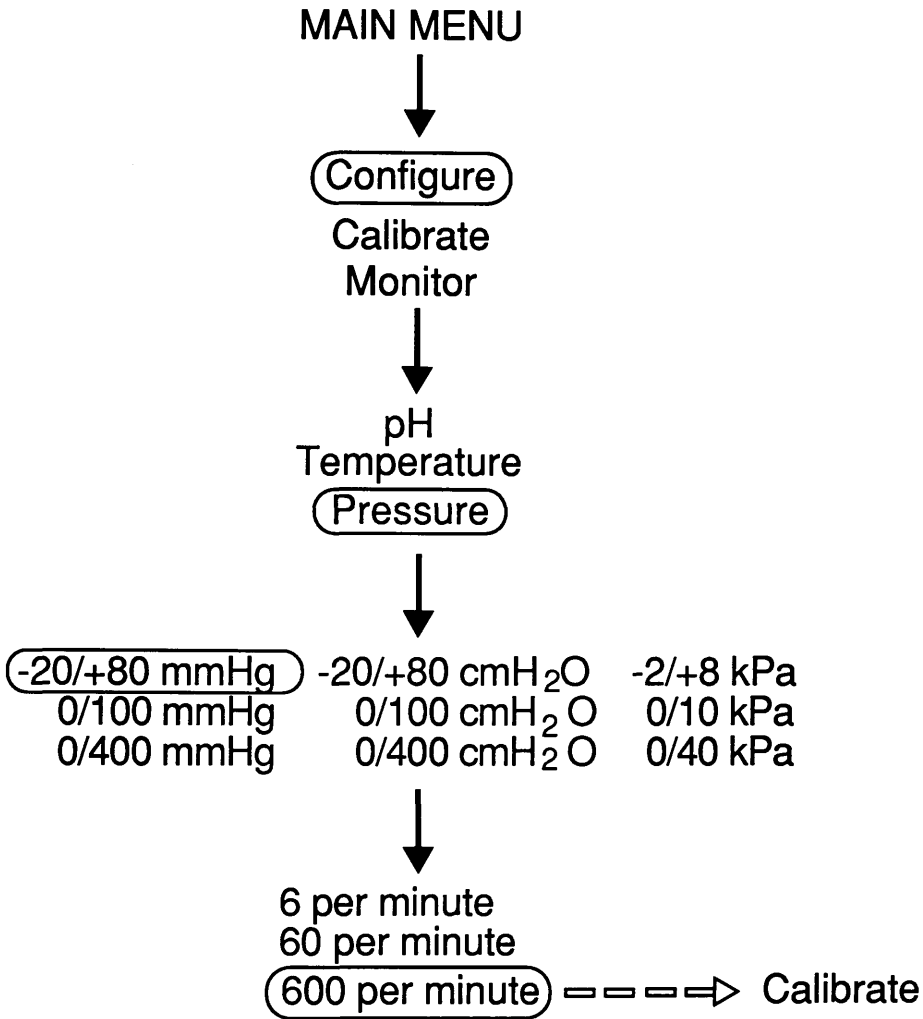 MAIN MENU
Configure
Calibrate
Monitor
pH
Temperature
Pressure
-20/+80 mmHg -20/+80 cmH₂O -2/+8 kPa
0/100 mmHg 0/100 cmH₂O 0/10 kPa
0/400 mmHg 0/400 cmH₂O 0/40 kPa
6 per minute
60 per minute
600 per minute Calibrate